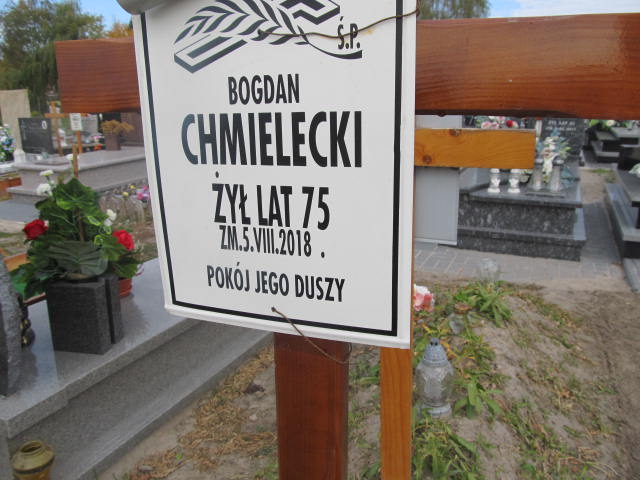 Ś.P.
BOGDAN
CHMIELECKI
ŻYŁ LAT 75
ZM.5.VIII.2018.
POKÓJ JEGO DUSZY